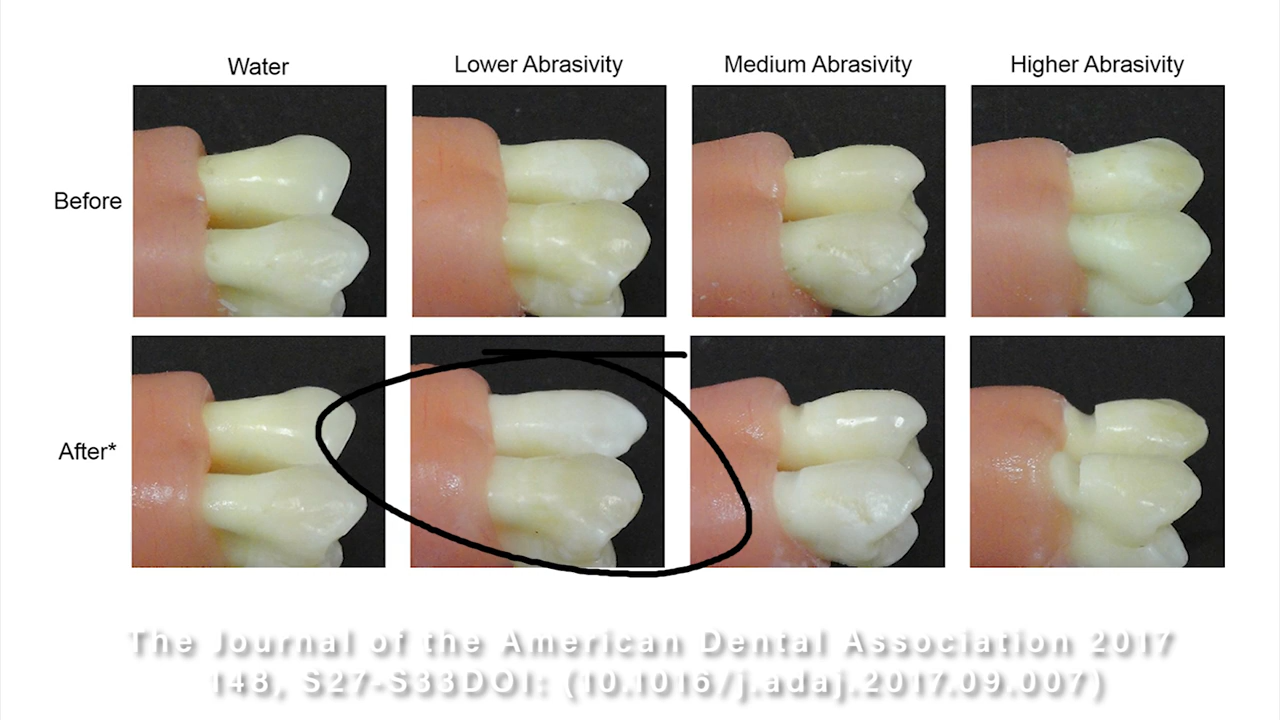 Water
Lower Abrasivity
Medium Abrasivity
Higher Abrasivity
Before
After*
The Journal of the American Dental Association 2017
148, S27-S33DOI: (10.1016/j.adaj.2017.09.007)